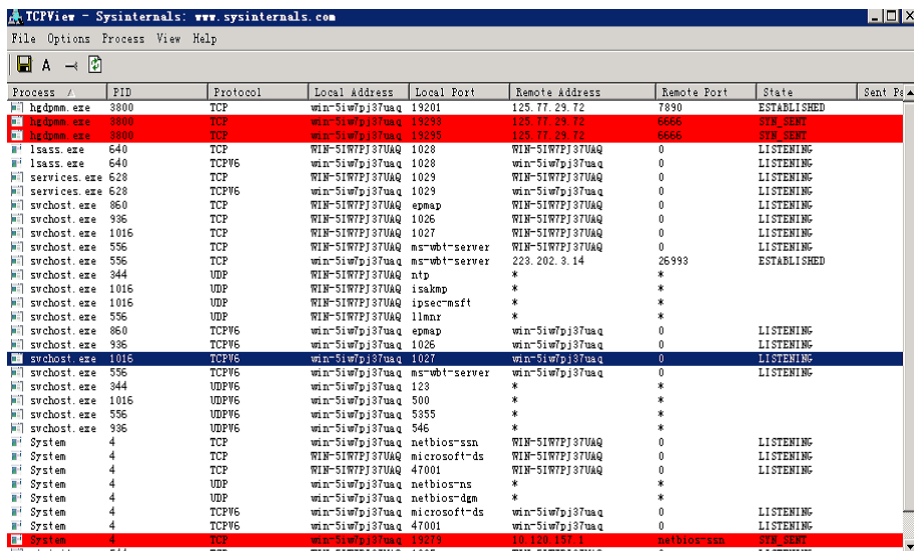 TCPView - Sysinternals: www.sysinternals.com
File Options Process View Help
A
Process / PID Protocol Local Address Local Port Remote Address Remote Port State Sent Pa
hgdpmm.exe 3800 TCP win-5iw7pj37uaq 19201 125.77.29.72 7890 ESTABLISHED
hgdpmm.exe 3800 TCP win-5iw7pj37uaq 19293 125.77.29.72 6666 SYN_SENT
hgdpmm.exe 3800 TCP win-5iw7pj37uaq 19295 125.77.29.72 6666 SYN_SENT
lsass.exe 640 TCP WIN-5IW7PJ37UAQ 1028 WIN-5IW7PJ37UAQ 0 LISTENING
lsass.exe 640 TCPV6 win-5iw7pj37uaq 1028 win-5iw7pj37uaq 0 LISTENING
services.exe 628 TCP WIN-5IW7PJ37UAQ 1029 WIN-5IW7PJ37UAQ 0 LISTENING
services.exe 628 TCPV6 win-5iw7pj37uaq 1029 win-5iw7pj37uaq 0 LISTENING
svchost.exe 860 TCP WIN-5IW7PJ37UAQ epmap WIN-5IW7PJ37UAQ 0 LISTENING
svchost.exe 936 TCP WIN-5IW7PJ37UAQ 1026 WIN-5IW7PJ37UAQ 0 LISTENING
svchost.exe 1016 TCP WIN-5IW7PJ37UAQ 1027 WIN-5IW7PJ37UAQ 0 LISTENING
svchost.exe 556 TCP WIN-5IW7PJ37UAQ ms-wbt-server WIN-5IW7PJ37UAQ 0 LISTENING
svchost.exe 556 TCP win-5iw7pj37uaq ms-wbt-server 223.202.3.14 26993 ESTABLISHED
svchost.exe 344 UDP WIN-5IW7PJ37UAQ ntp * *
svchost.exe 1016 UDP WIN-5IW7PJ37UAQ isakmp * *
svchost.exe 1016 UDP WIN-5IW7PJ37UAQ ipsec-msft * *
svchost.exe 556 UDP WIN-5IW7PJ37UAQ llmnr * *
svchost.exe 860 TCPV6 win-5iw7pj37uaq epmap win-5iw7pj37uaq 0 LISTENING
svchost.exe 936 TCPV6 win-5iw7pj37uaq 1026 win-5iw7pj37uaq 0 LISTENING
svchost.exe 1016 TCPV6 win-5iw7pj37uaq 1027 win-5iw7pj37uaq 0 LISTENING
svchost.exe 556 TCPV6 win-5iw7pj37uaq ms-wbt-server win-5iw7pj37uaq 0 LISTENING
svchost.exe 344 UDPV6 win-5iw7pj37uaq 123 * *
svchost.exe 1016 UDPV6 win-5iw7pj37uaq 500 * *
svchost.exe 556 UDPV6 win-5iw7pj37uaq 5355 * *
svchost.exe 936 UDPV6 win-5iw7pj37uaq 546 * *
System 4 TCP win-5iw7pj37uaq netbios-ssn WIN-5IW7PJ37UAQ 0 LISTENING
System 4 TCP WIN-5IW7PJ37UAQ microsoft-ds WIN-5IW7PJ37UAQ 0 LISTENING
System 4 TCP WIN-5IW7PJ37UAQ 47001 WIN-5IW7PJ37UAQ 0 LISTENING
System 4 UDP win-5iw7pj37uaq netbios-ns * *
System 4 UDP win-5iw7pj37uaq netbios-dgm * *
System 4 TCPV6 win-5iw7pj37uaq microsoft-ds win-5iw7pj37uaq 0 LISTENING
System 4 TCPV6 win-5iw7pj37uaq 47001 win-5iw7pj37uaq 0 LISTENING
System 4 TCP win-5iw7pj37uaq 19279 10.120.157.1 netbios-ssn SYN_SENT